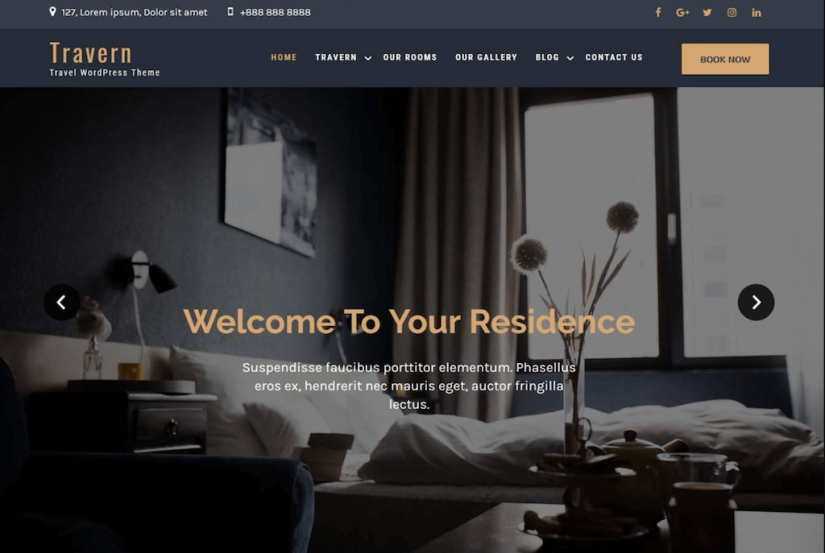 127, Lorem ipsum, Dolor sit amet +888 888 8888
Travern
Travel WordPress Theme
HOME TRAVERN OUR ROOMS OUR GALLERY BLOG CONTACT US
BOOK NOW
Welcome To Your Residence
Suspendisse faucibus porttitor elementum. Phasellus
eros ex, hendrerit nec mauris eget, auctor fringilla
lectus.